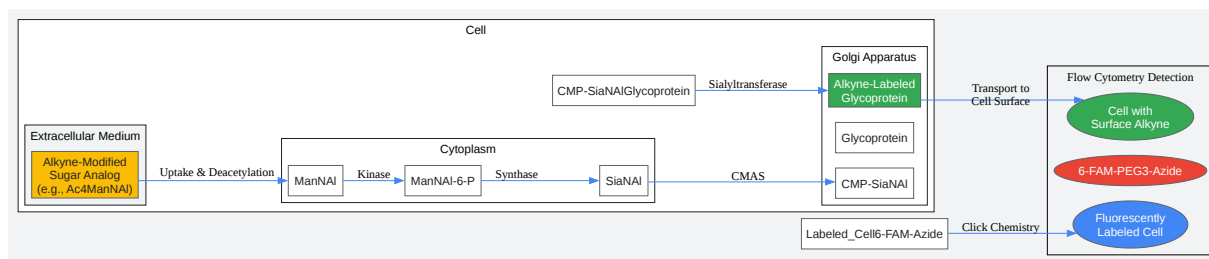 Cell
Golgi Apparatus
CMP-SiaNAlGlycoprotein
Sialyltransferase
Alkyne-Labeled
Glycoprotein
Transport to
Cell Surface
Flow Cytometry Detection
Cell with
Surface Alkyne
Extracellular Medium
Alkyne-Modified
Sugar Analog
(e.g., Ac4ManNAl)
Uptake & Deacetylation
Cytoplasm
ManNAl
Kinase
ManNAl-6-P
Synthase
SiaNAl
CMAS
Glycoprotein
CMP-SiaNAl
6-FAM-PEG3-Azide
Labeled_Cell6-FAM-Azide
Click Chemistry
Fluorescently
Labeled Cell